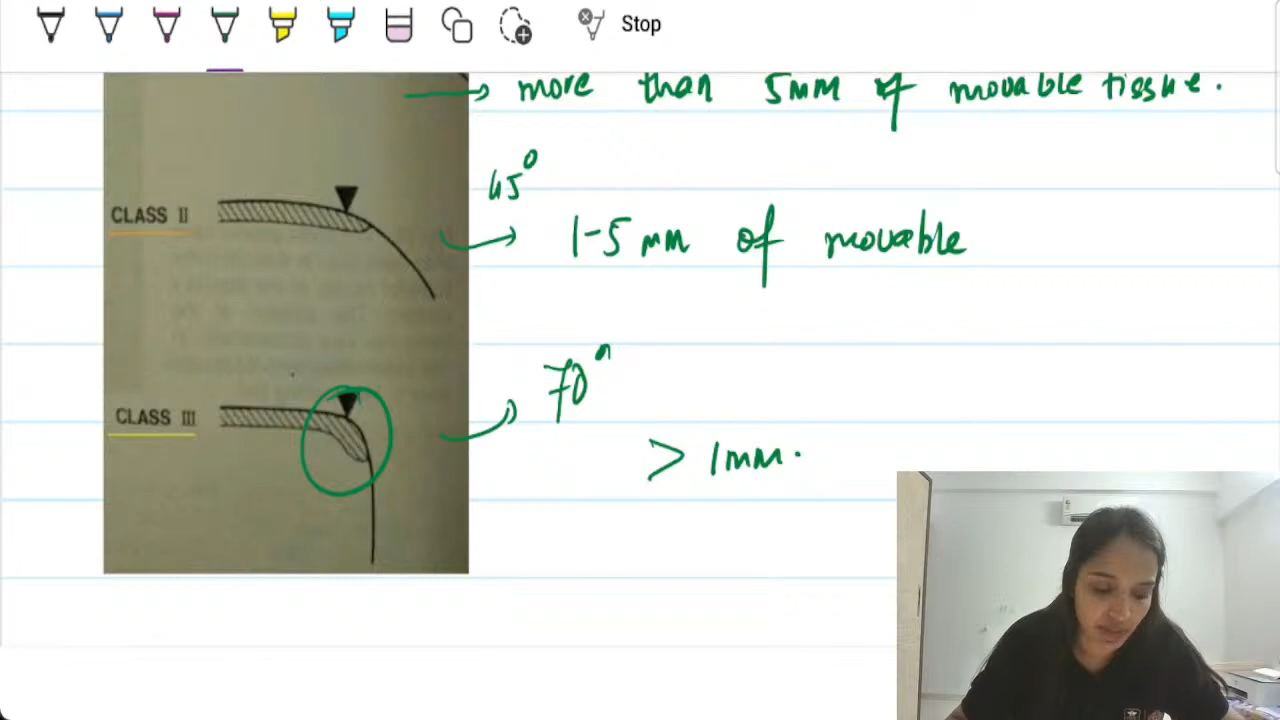 Stop
more than 5mm of movable tissue.
45°
CLASS II
1-5 mm of movable
70°
CLASS III
> 1mm.